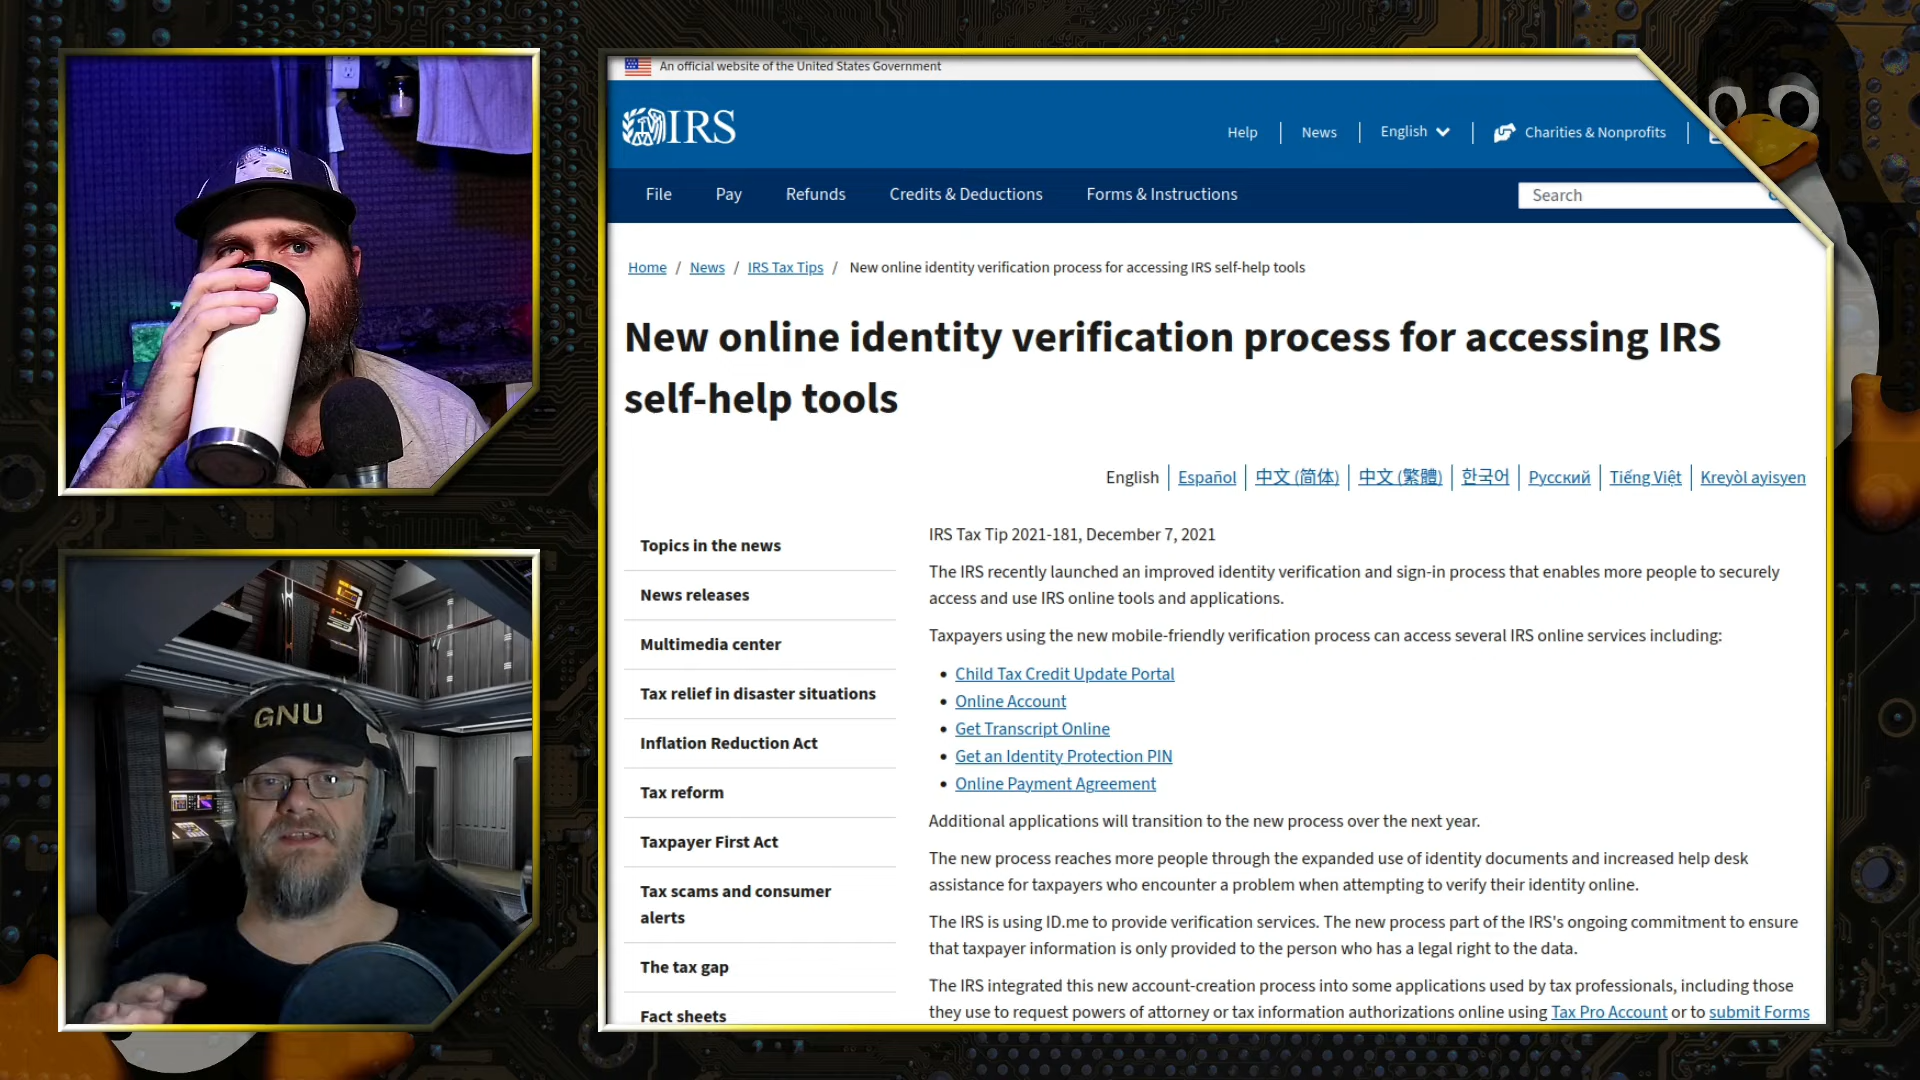 An official website of the United States Government
IRS
Help
News
English
Charities & Nonprofits
File
Pay
Refunds
Credits & Deductions
Forms & Instructions
Search
Home / News / IRS Tax Tips / New online identity verification process for accessing IRS self-help tools
New online identity verification process for accessing IRS
self-help tools
English
Español
中文 (简体)
中文 (繁體)
한국어
Русский
Tiếng Việt
Kreyòl ayisyen
Topics in the news
News releases
Multimedia center
Tax relief in disaster situations
Inflation Reduction Act
Tax reform
Taxpayer First Act
Tax scams and consumer
alerts
The tax gap
Fact sheets
IRS Tax Tip 2021-181, December 7, 2021
The IRS recently launched an improved identity verification and sign-in process that enables more people to securely
access and use IRS online tools and applications.
Taxpayers using the new mobile-friendly verification process can access several IRS online services including:
• Child Tax Credit Update Portal
• Online Account
• Get Transcript Online
• Get an Identity Protection PIN
• Online Payment Agreement
Additional applications will transition to the new process over the next year.
The new process reaches more people through the expanded use of identity documents and increased help desk
assistance for taxpayers who encounter a problem when attempting to verify their identity online.
The IRS is using ID.me to provide verification services. The new process part of the IRS's ongoing commitment to ensure
that taxpayer information is only provided to the person who has a legal right to the data.
The IRS integrated this new account-creation process into some applications used by tax professionals, including those
they use to request powers of attorney or tax information authorizations online using Tax Pro Account or to submit Forms
GNU